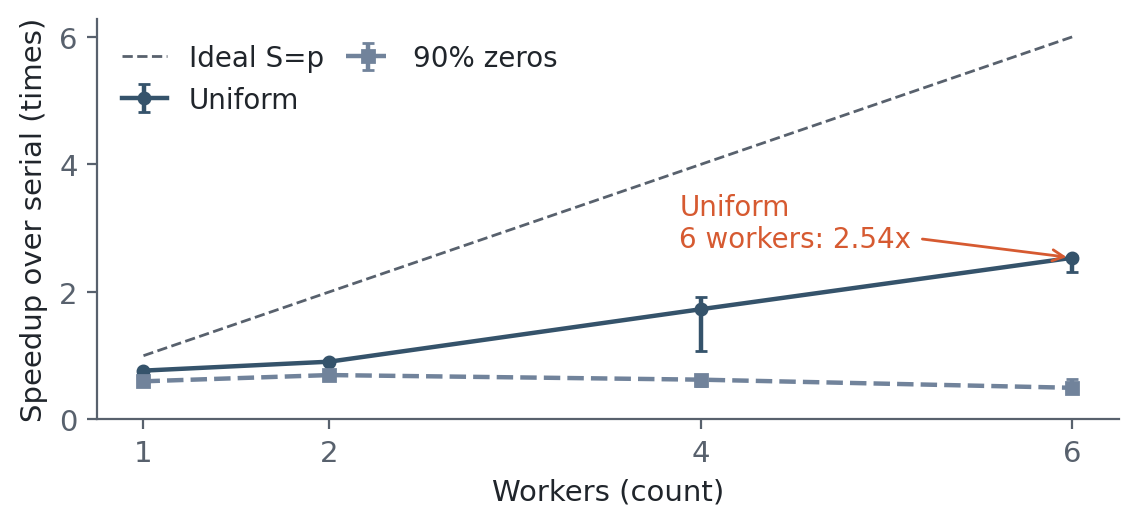 Speedup over serial (times)
6
4
2
0
Ideal S=p
90% zeros
Uniform
Uniform
6 workers: 2.54x
1
2
4
6
Workers (count)